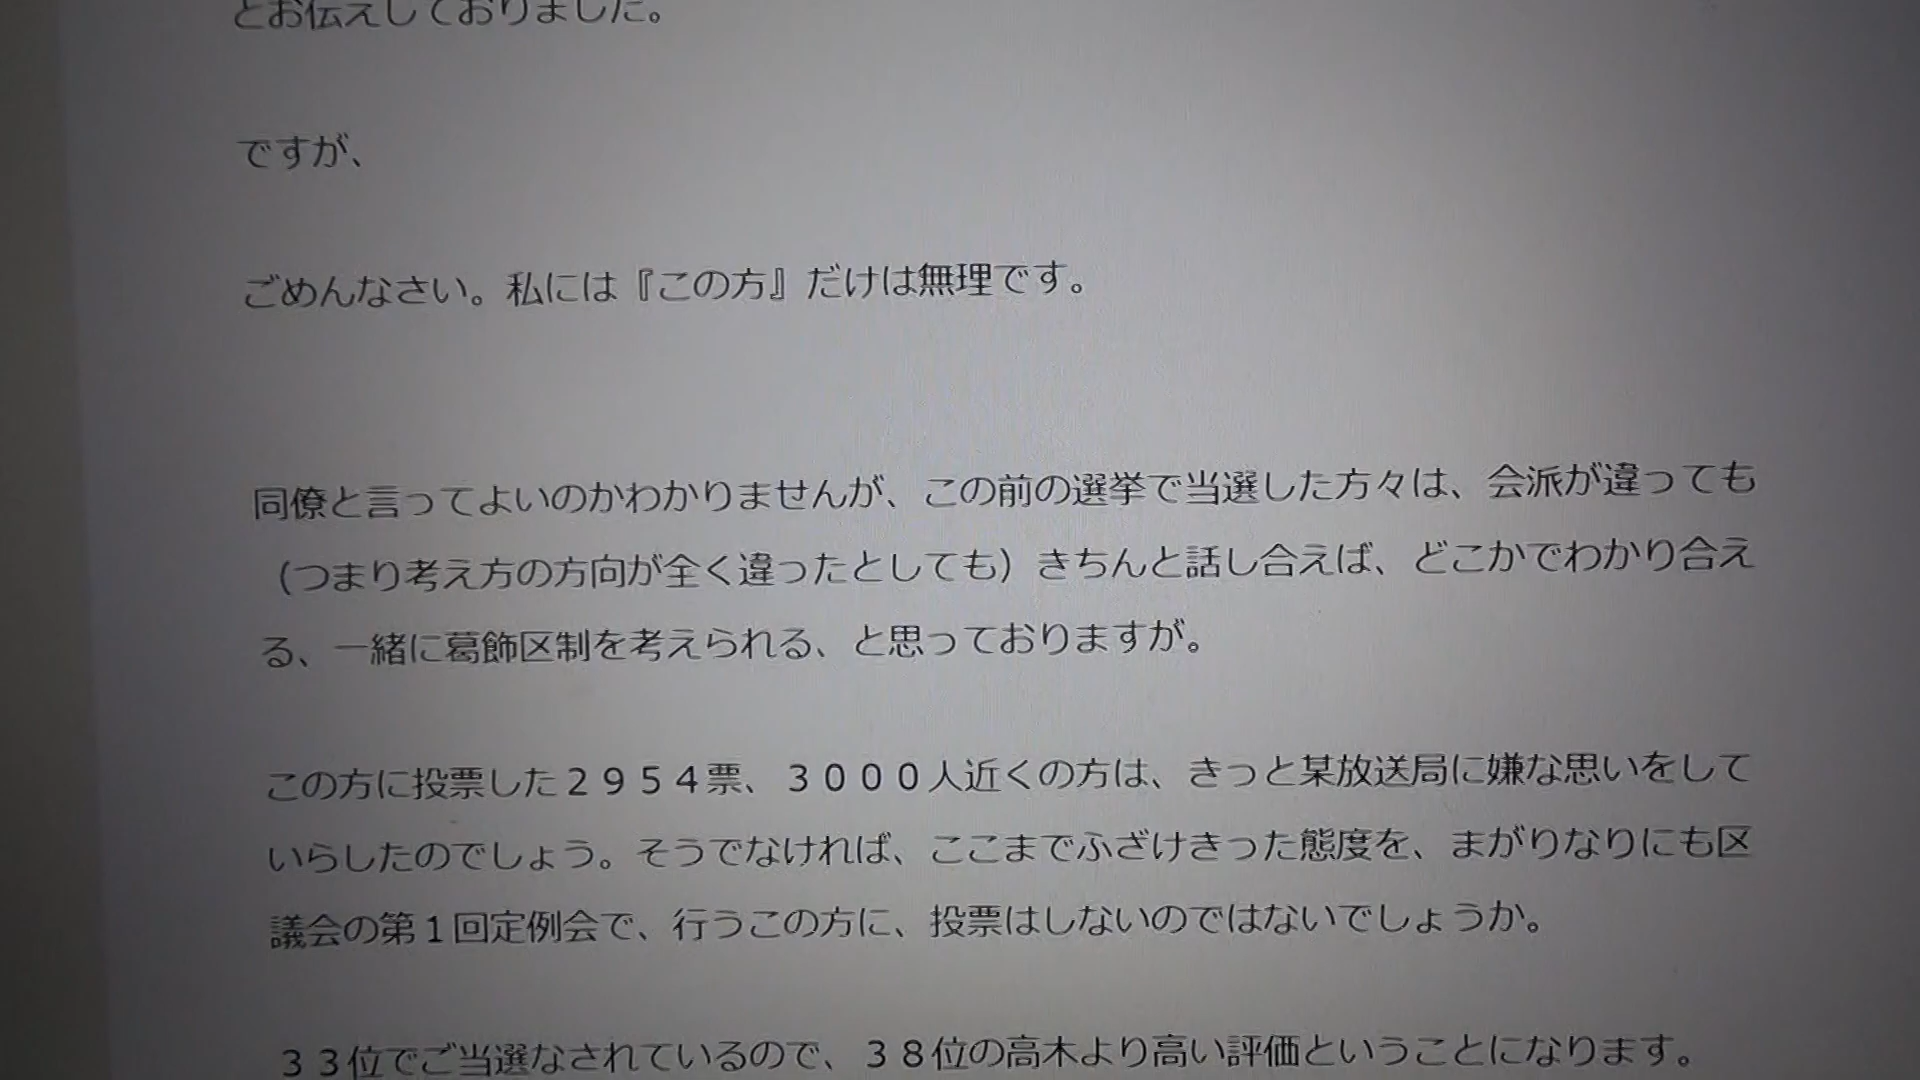 とお伝えしておりました。
ですが、
ごめんなさい。私には『この方』だけは無理です。
同僚と言ってよいのかわかりませんが、この前の選挙で当選した方々は、会派が違っても
（つまり考え方の方向が全く違ったとしても）きちんと話し合えば、どこかでわかり合え
る、一緒に葛飾区制を考えられる、と思っておりますが。
この方に投票した２９５４票、３０００人近くの方は、きっと某放送局に嫌な思いをして
いらしたのでしょう。そうでなければ、ここまでふざけきった態度を、まがりなりにも区
議会の第１回定例会で、行うこの方に、投票はしないのではないでしょうか。
３３位でご当選なされているので、３８位の高木より高い評価ということになります。